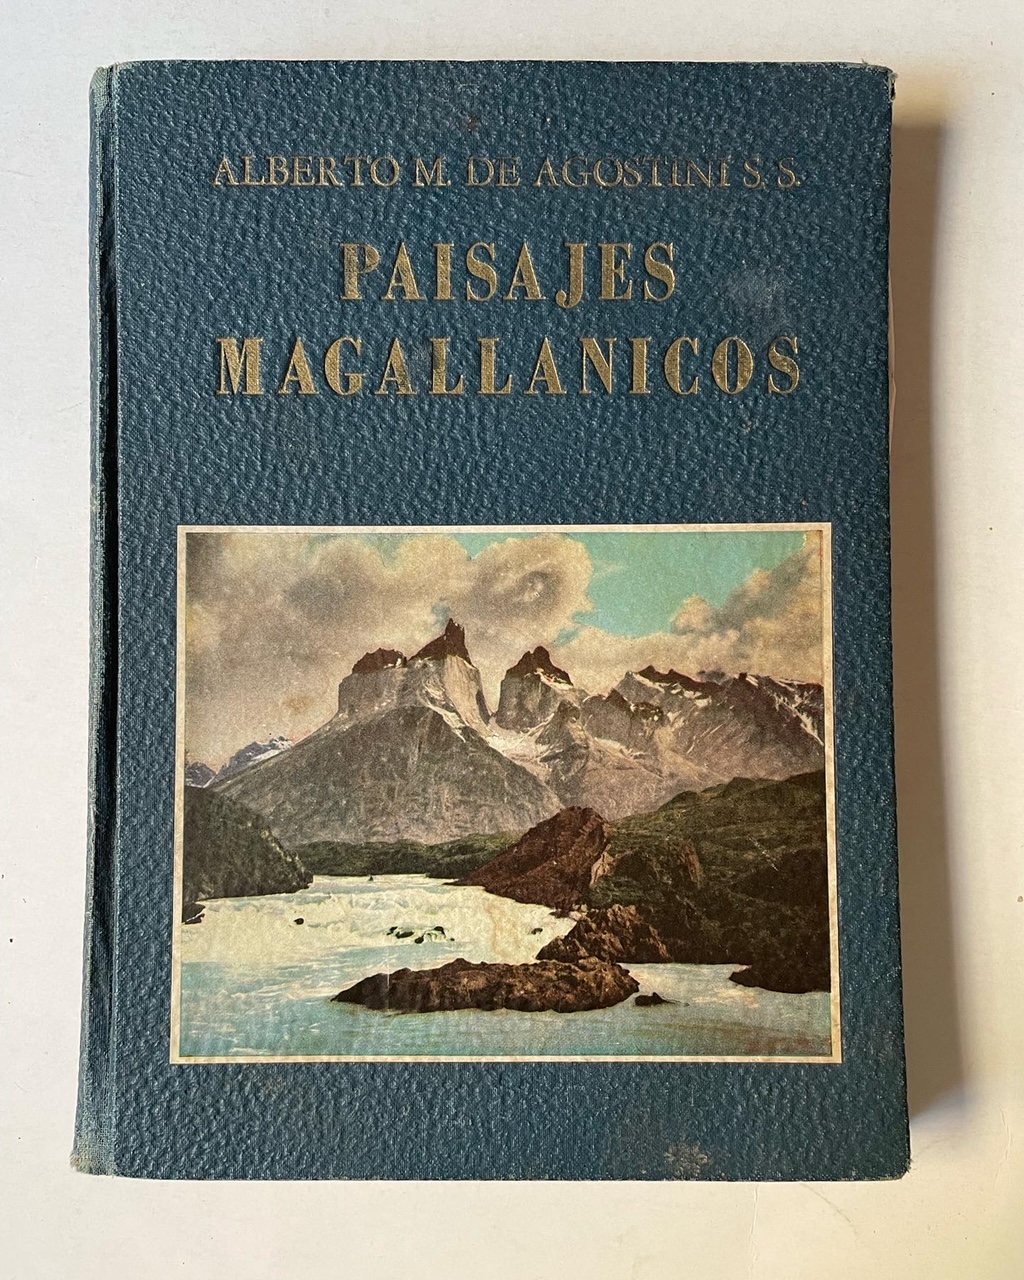 ALBERTO M. DE AGOSTINI S. S.
PAISAJES
MAGALLANICOS